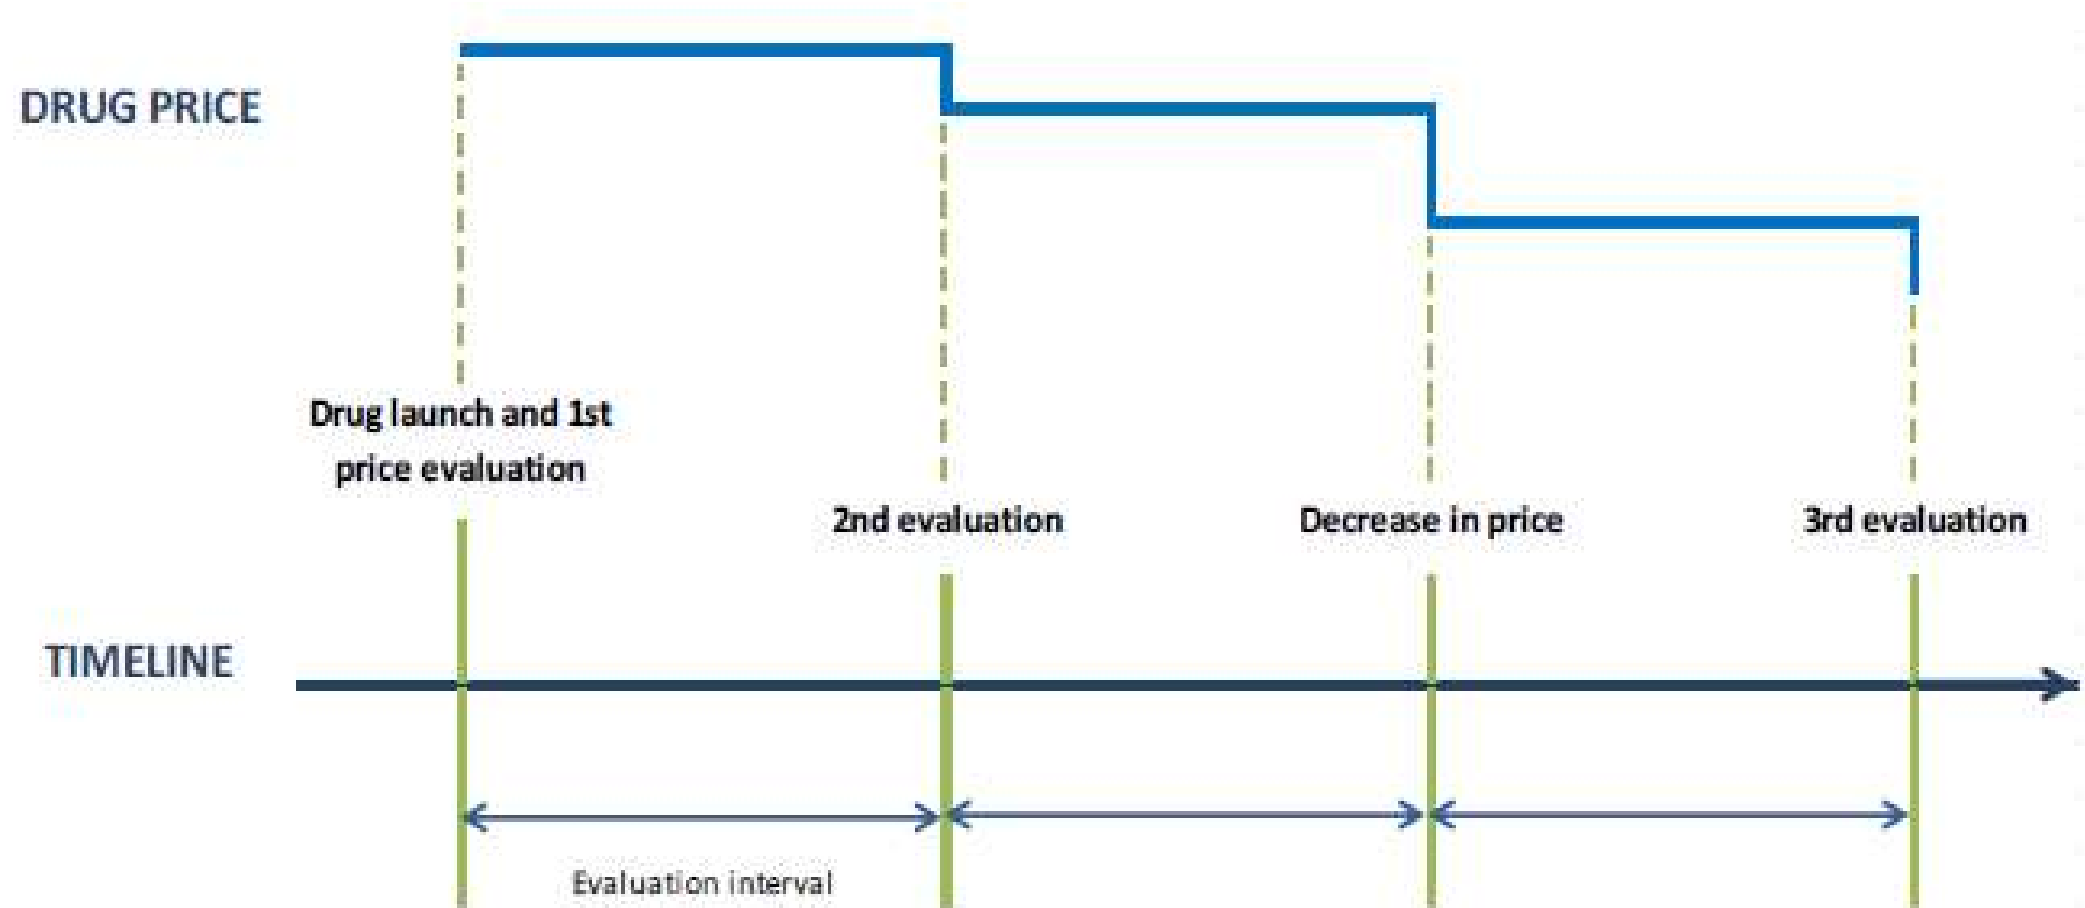 DRUG PRICE
Drug launch and 1st
price evaluation
2nd evaluation
Decrease in price
3rd evaluation
TIMELINE
Evaluation interval